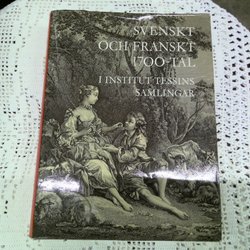 SVENSKT
OCH FRANSKT
1700-TAL
I INSTITUT TESSINS
SAMLINGAR